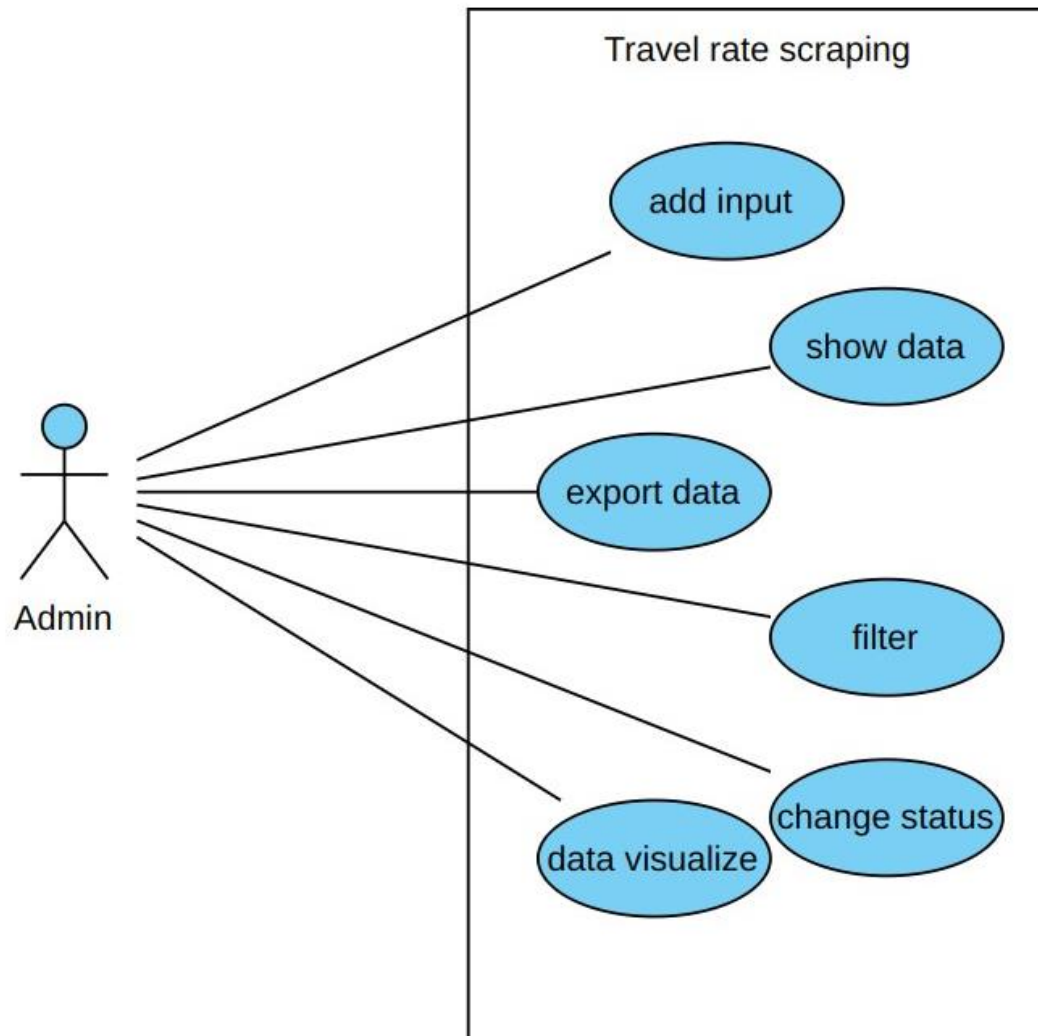 Travel rate scraping
add input
show data
export data
Admin
filter
change status
data visualize